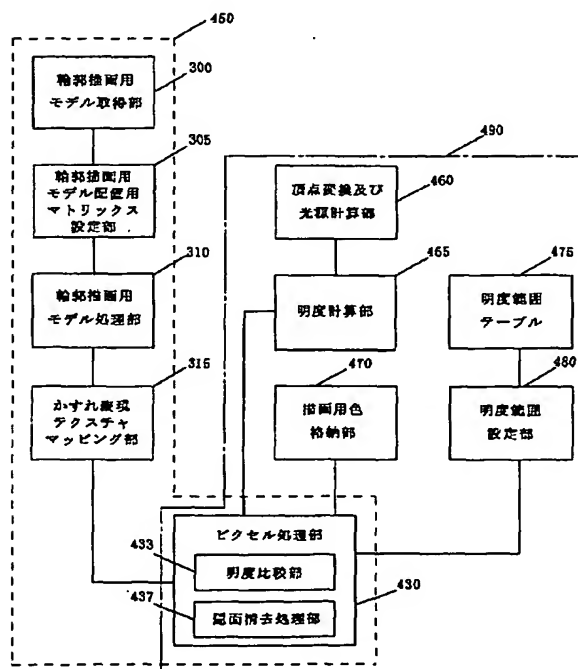 450
300
輪郭描画用
モデル取得部
305
輪郭描画用
モデル配置用
マトリックス
設定部
310
輪郭描画用
モデル処理部
315
かすれ表現
テクスチャ
マッピング部
490
460
頂点変換及び
光源計算部
465
明度計算部
475
明度範囲
テーブル
470
描画用色
格納部
480
明度範囲
設定部
ピクセル処理部
433
明度比較部
430
437
隠面消去処理部